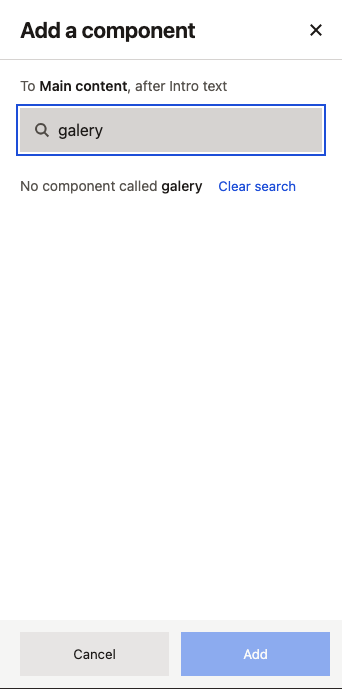 Add a component
To Main content, after Intro text
galery
No component called galery Clear search
Cancel Add